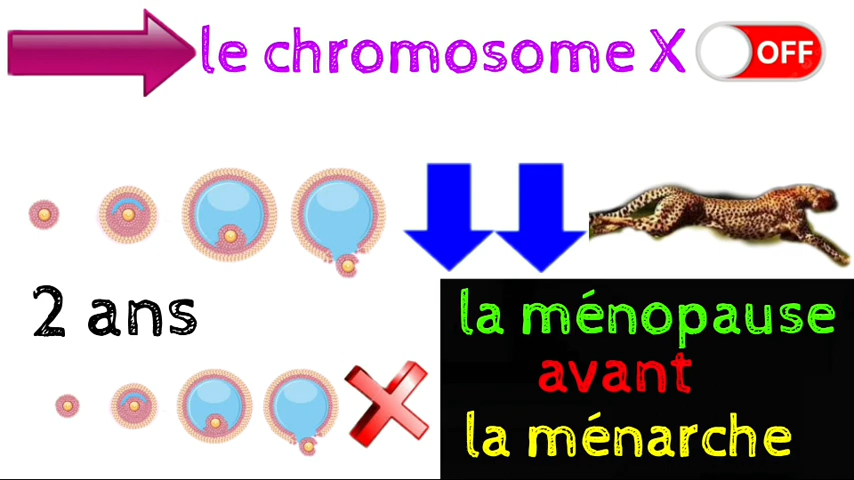 le chromosome X OFF
2 ans
la ménopause
avant
la ménarche